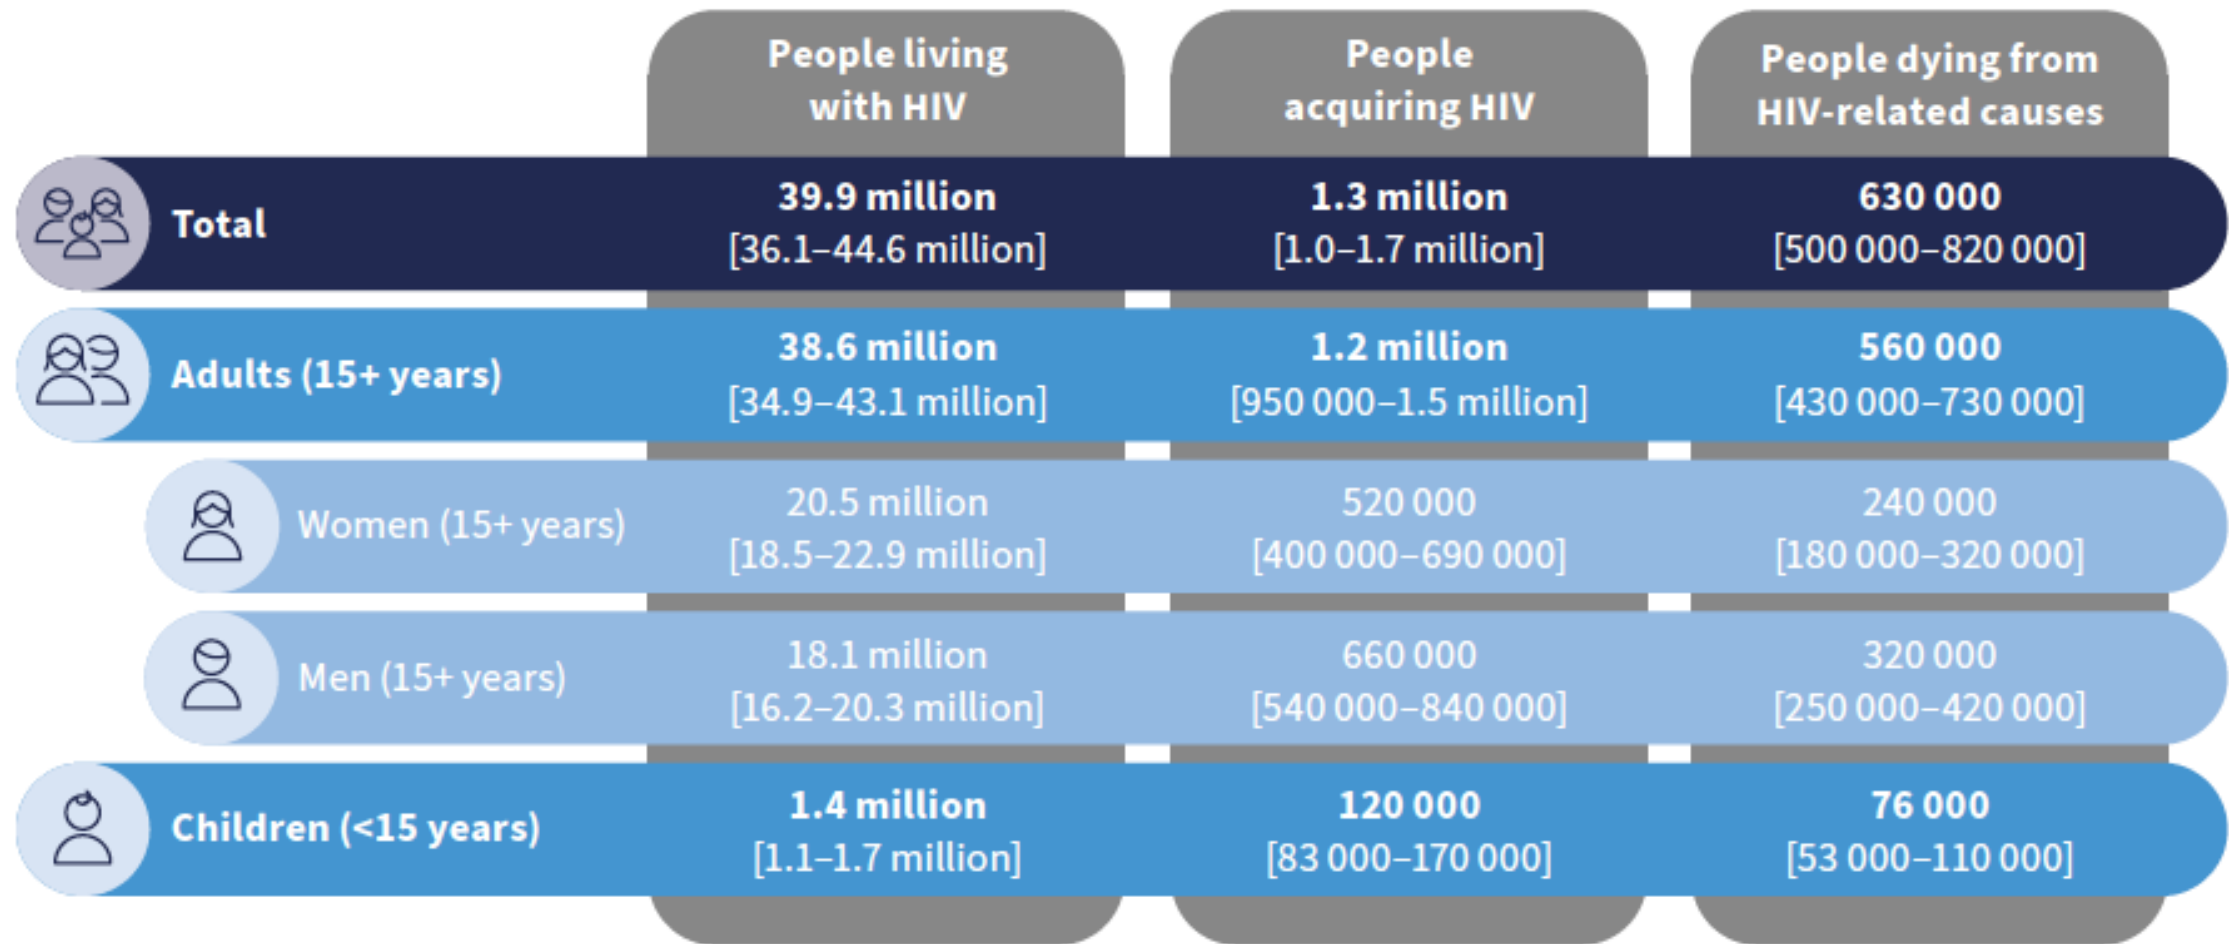 People living
with HIV
People
acquiring HIV
People dying from
HIV-related causes
Total
39.9 million
[36.1–44.6 million]
1.3 million
[1.0–1.7 million]
630 000
[500 000–820 000]
Adults (15+ years)
38.6 million
[34.9–43.1 million]
1.2 million
[950 000–1.5 million]
560 000
[430 000–730 000]
Women (15+ years)
20.5 million
[18.5–22.9 million]
520 000
[400 000–690 000]
240 000
[180 000–320 000]
Men (15+ years)
18.1 million
[16.2–20.3 million]
660 000
[540 000–840 000]
320 000
[250 000–420 000]
Children (<15 years)
1.4 million
[1.1–1.7 million]
120 000
[83 000–170 000]
76 000
[53 000–110 000]